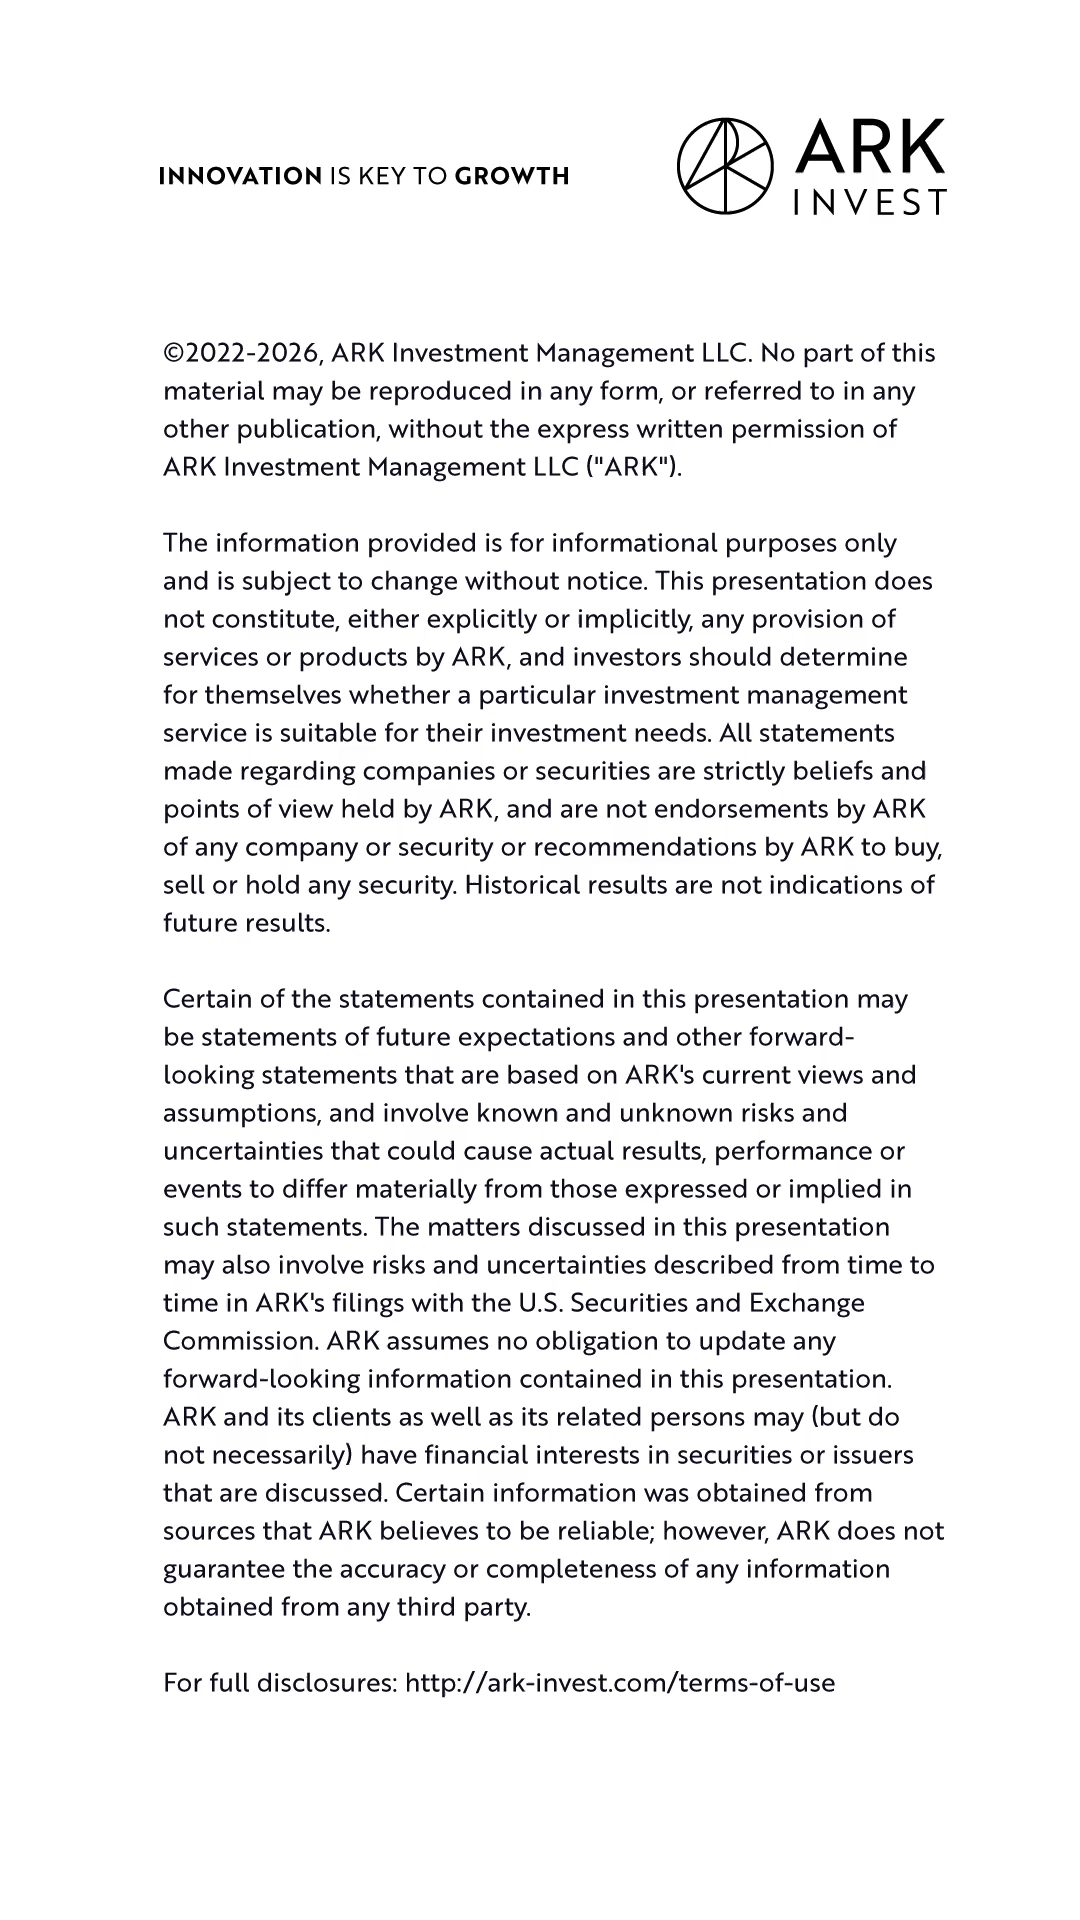 INNOVATION IS KEY TO GROWTH
ARK
INVEST
©2022-2026, ARK Investment Management LLC. No part of this
material may be reproduced in any form, or referred to in any
other publication, without the express written permission of
ARK Investment Management LLC ("ARK").
The information provided is for informational purposes only
and is subject to change without notice. This presentation does
not constitute, either explicitly or implicitly, any provision of
services or products by ARK, and investors should determine
for themselves whether a particular investment management
service is suitable for their investment needs. All statements
made regarding companies or securities are strictly beliefs and
points of view held by ARK, and are not endorsements by ARK
of any company or security or recommendations by ARK to buy,
sell or hold any security. Historical results are not indications of
future results.
Certain of the statements contained in this presentation may
be statements of future expectations and other forward-
looking statements that are based on ARK's current views and
assumptions, and involve known and unknown risks and
uncertainties that could cause actual results, performance or
events to differ materially from those expressed or implied in
such statements. The matters discussed in this presentation
may also involve risks and uncertainties described from time to
time in ARK's filings with the U.S. Securities and Exchange
Commission. ARK assumes no obligation to update any
forward-looking information contained in this presentation.
ARK and its clients as well as its related persons may (but do
not necessarily) have financial interests in securities or issuers
that are discussed. Certain information was obtained from
sources that ARK believes to be reliable; however, ARK does not
guarantee the accuracy or completeness of any information
obtained from any third party.
For full disclosures: http://ark-invest.com/terms-of-use